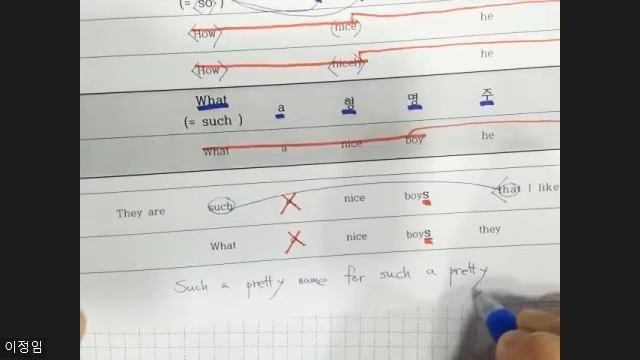 (= so )
How nice he
How nicely he
What a 형 명 주
(= such )
What a nice boy he
They are such nice boys that I like
What nice boys they
Such a pretty name for such a pretty
이정임